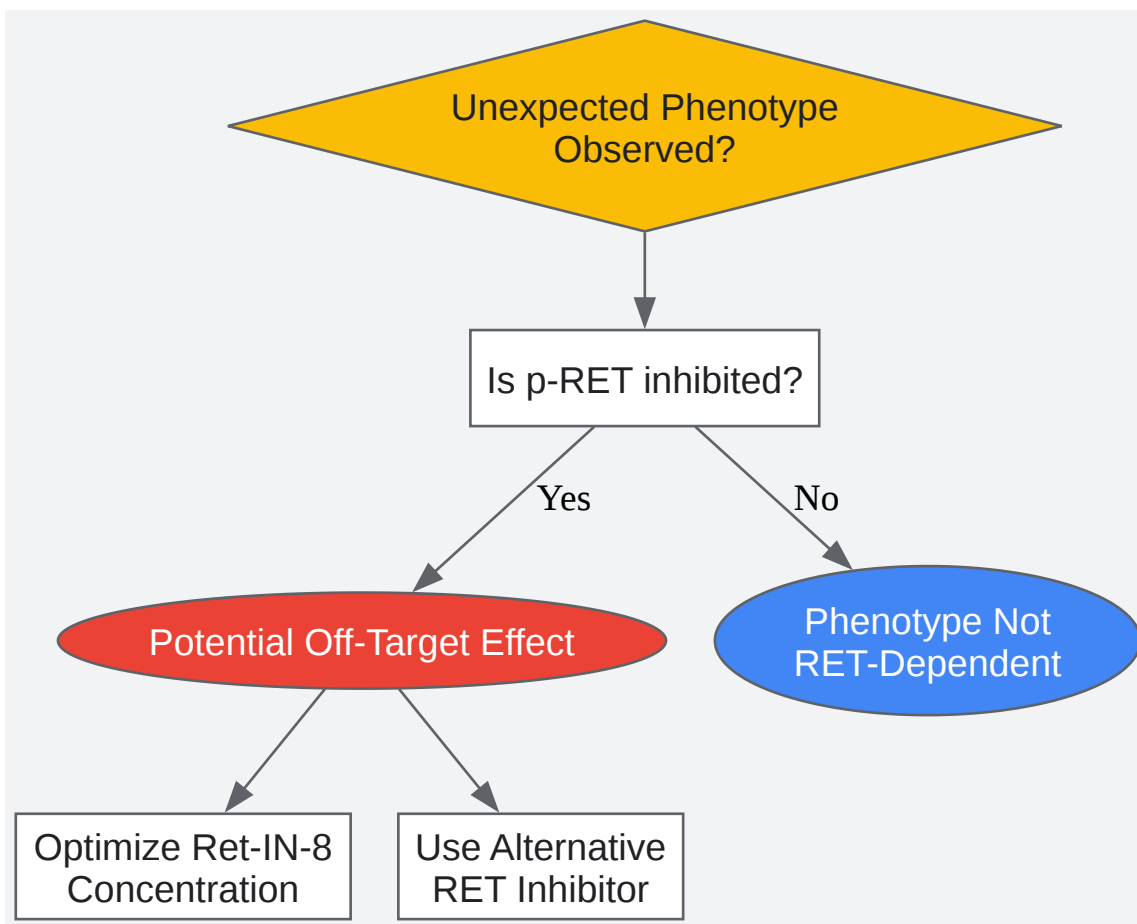 Unexpected Phenotype
Observed?
Is p-RET inhibited?
Yes
No
Potential Off-Target Effect
Phenotype Not
RET-Dependent
Optimize Ret-IN-8
Concentration
Use Alternative
RET Inhibitor